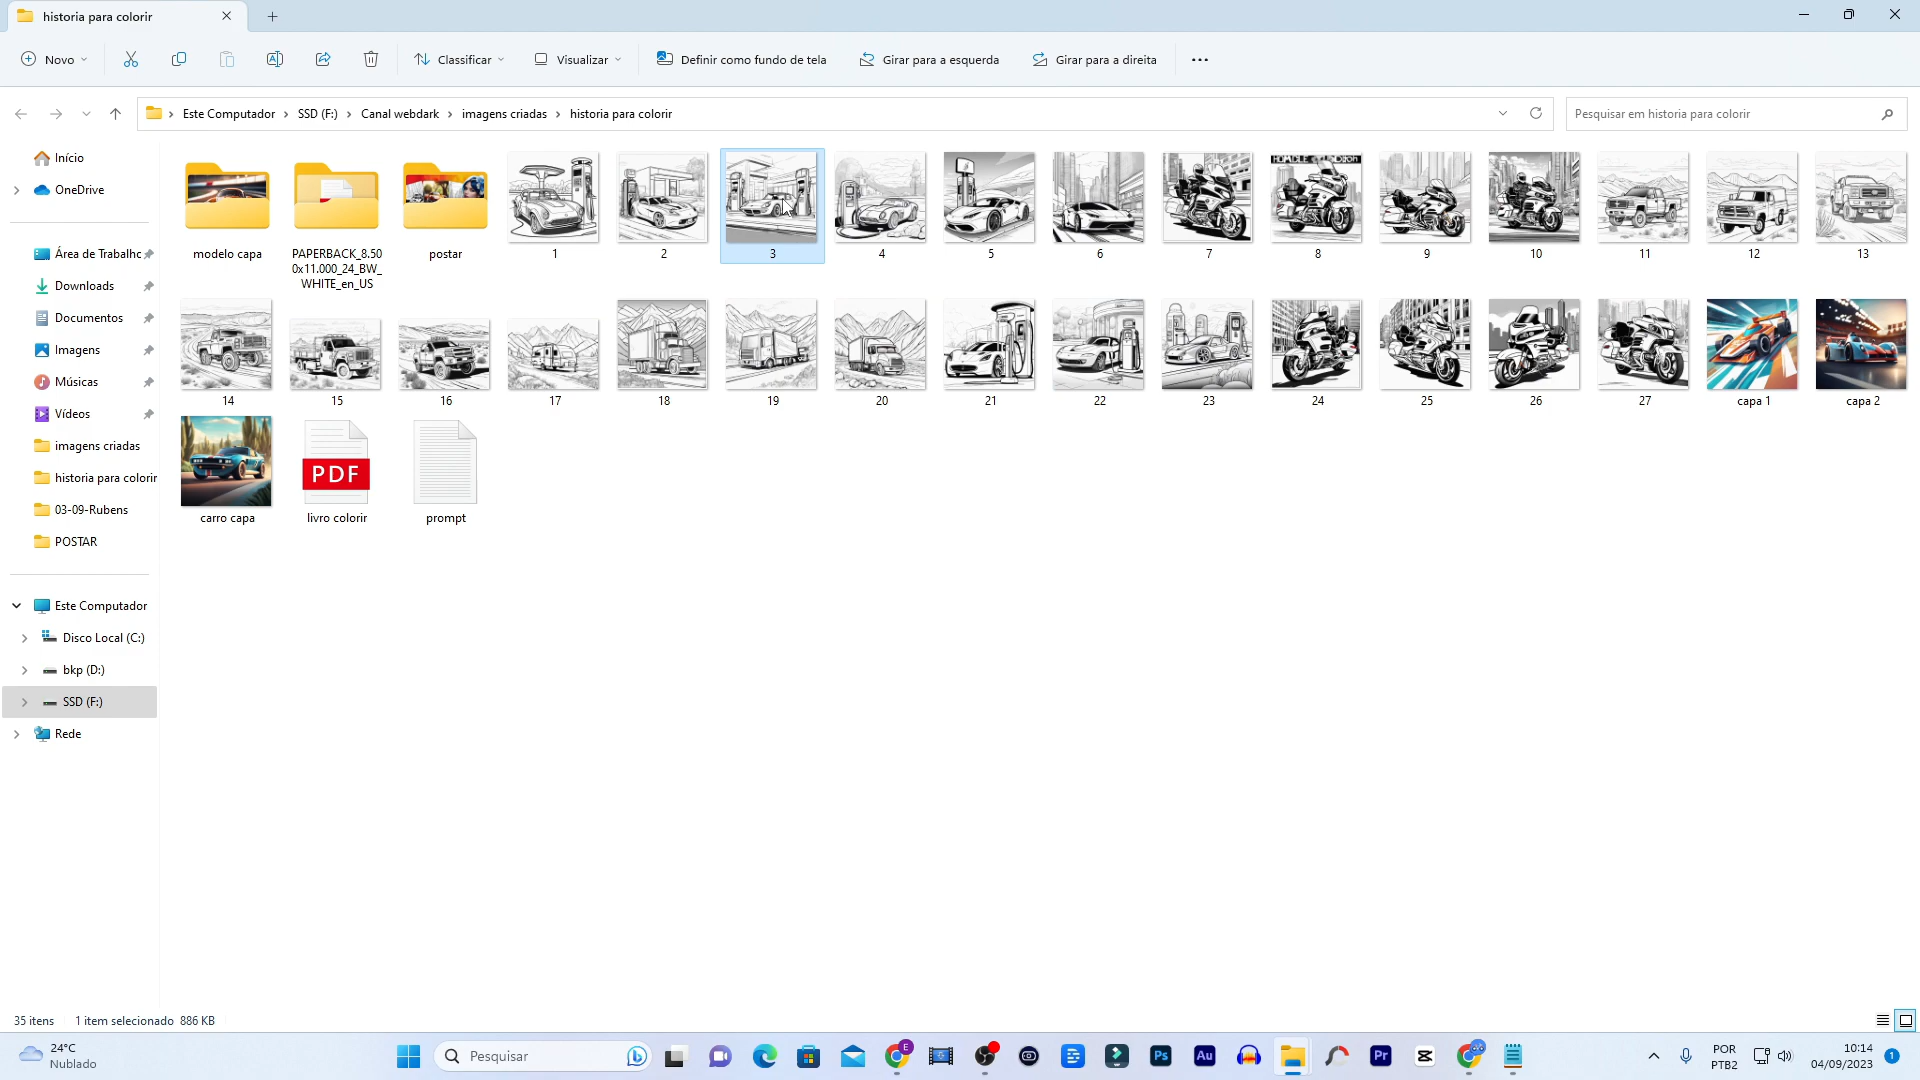 historia para colorir
Novo
Classificar
Visualizar
Definir como fundo de tela
Girar para a esquerda
Girar para a direita
Este Computador
SSD (F:)
Canal webdark
imagens criadas
historia para colorir
Pesquisar em historia para colorir
Início
OneDrive
Área de Trabalhc
Downloads
Documentos
Imagens
Músicas
Vídeos
imagens criadas
historia para colorir
03-09-Rubens
POSTAR
Este Computador
Disco Local (C:)
bkp (D:)
SSD (F:)
Rede
modelo capa
PAPERBACK_8.50
0x11.000_24_BW_
WHITE_en_US
postar
1
2
3
4
5
6
7
8
9
10
11
12
13
14
15
16
17
18
19
20
21
22
23
24
25
26
27
capa 1
capa 2
carro capa
PDF
livro colorir
prompt
35 itens
1 item selecionado 886 KB
24°C
Nublado
Pesquisar
E
Ps
Au
Pr
POR
PTB2
10:14
04/09/2023
1